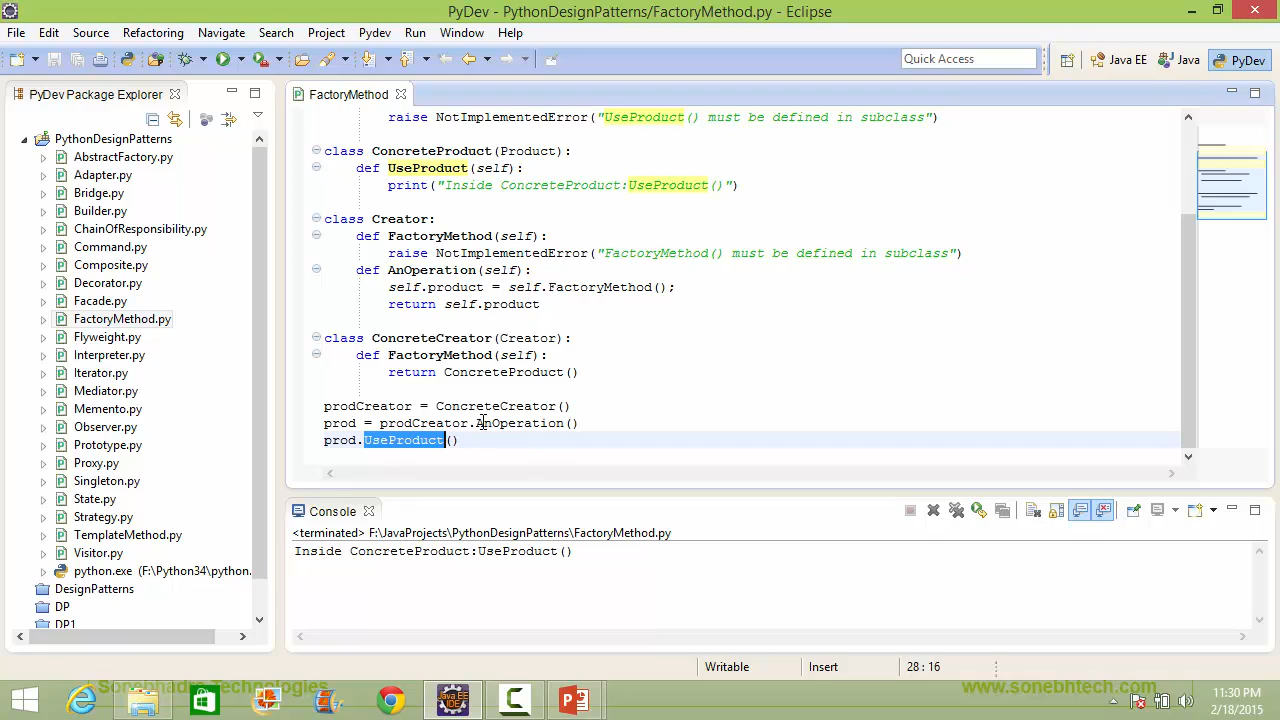 PyDev - PythonDesignPatterns/FactoryMethod.py - Eclipse
File Edit Source Refactoring Navigate Search Project Pydev Run Window Help
Quick Access
Java EE
Java
PyDev
PyDev Package Explorer
PythonDesignPatterns
AbstractFactory.py
Adapter.py
Bridge.py
Builder.py
ChainOfResponsibility.py
Command.py
Composite.py
Decorator.py
Facade.py
FactoryMethod.py
Flyweight.py
Interpreter.py
Iterator.py
Mediator.py
Memento.py
Observer.py
Prototype.py
Proxy.py
Singleton.py
State.py
Strategy.py
TemplateMethod.py
Visitor.py
python.exe (F:\Python34\python.
DesignPatterns
DP
DP1
FactoryMethod
raise NotImplementedError("UseProduct() must be defined in subclass")
class ConcreteProduct(Product):
def UseProduct(self):
print("Inside ConcreteProduct:UseProduct()")
class Creator:
def FactoryMethod(self):
raise NotImplementedError("FactoryMethod() must be defined in subclass")
def AnOperation(self):
self.product = self.FactoryMethod();
return self.product
class ConcreteCreator(Creator):
def FactoryMethod(self):
return ConcreteProduct()
prodCreator = ConcreteCreator()
prod = prodCreator.AnOperation()
prod.UseProduct()
Console
<terminated> F:\JavaProjects\PythonDesignPatterns\FactoryMethod.py
Inside ConcreteProduct:UseProduct()
Writable
Insert
28 : 16
Sonebhadra Technologies
www.sonebhtech.com
11:30 PM
2/18/2015